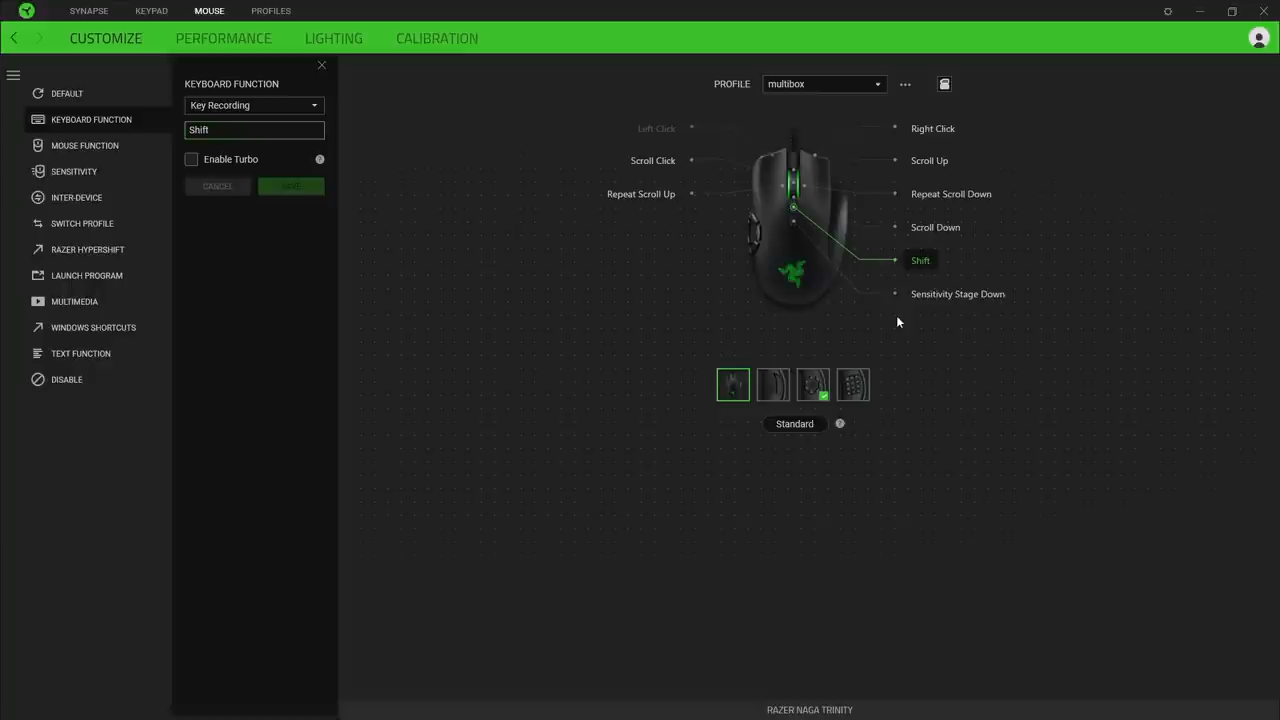 SYNAPSE KEYPAD MOUSE PROFILES
CUSTOMIZE PERFORMANCE LIGHTING CALIBRATION
DEFAULT
KEYBOARD FUNCTION
MOUSE FUNCTION
SENSITIVITY
INTER-DEVICE
SWITCH PROFILE
RAZER HYPERSHIFT
LAUNCH PROGRAM
MULTIMEDIA
WINDOWS SHORTCUTS
TEXT FUNCTION
DISABLE
KEYBOARD FUNCTION
Key Recording
Shift
Enable Turbo ?
CANCEL SAVE
PROFILE multibox
Left Click
Scroll Click
Repeat Scroll Up
Right Click
Scroll Up
Repeat Scroll Down
Scroll Down
Shift
Sensitivity Stage Down
Standard ?
RAZER NAGA TRINITY